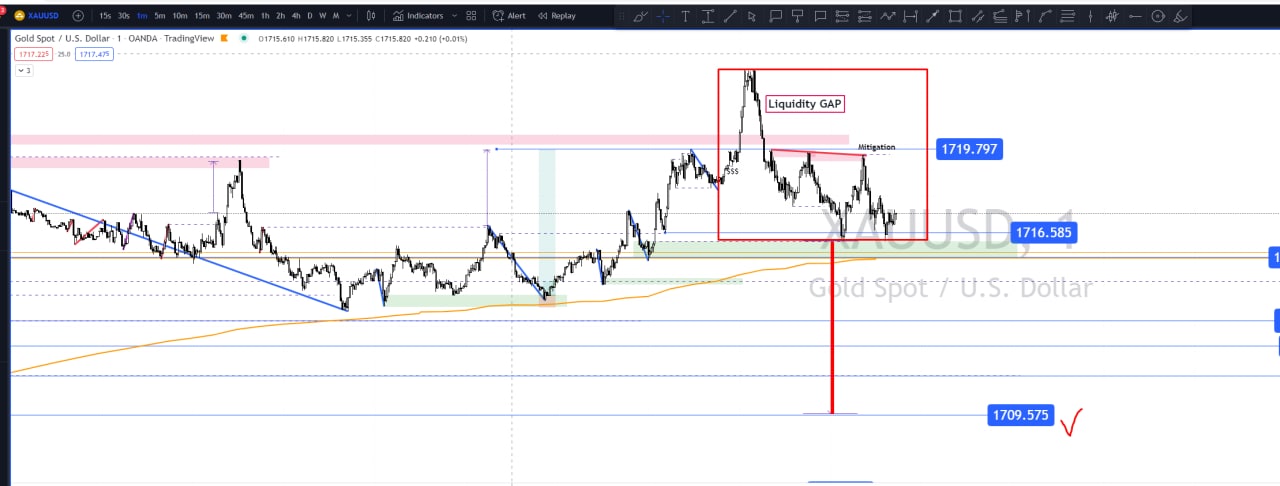 3
XAUUSD 15s 30s 1m 5m 10m 15m 30m 45m 1h 2h 4h D W M Indicators Alert Replay
Gold Spot / U.S. Dollar · 1 · OANDA · TradingView O1715.610 H1715.820 L1715.355 C1715.820 +0.210 (+0.01%)
1717.225 25.0 1717.475
3
Liquidity GAP
Mitigation
1719.797
$$$
XAUUSD, 1
1716.585
1
Gold Spot / U.S. Dollar
1709.575